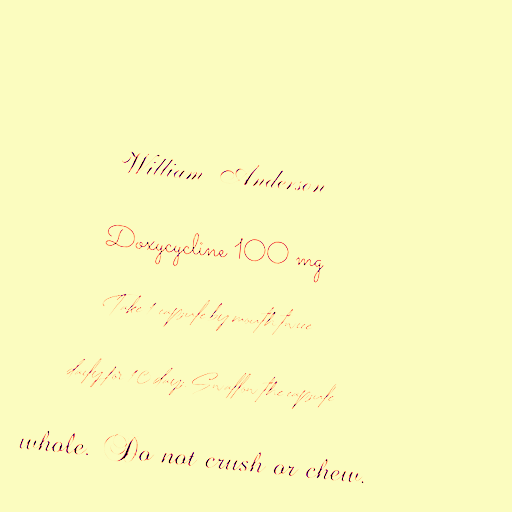 William Anderson
Doxycycline 100 mg
Take 1 capsule by mouth twice
daily for 10 days. Swallow the capsule
whole. Do not crush or chew.